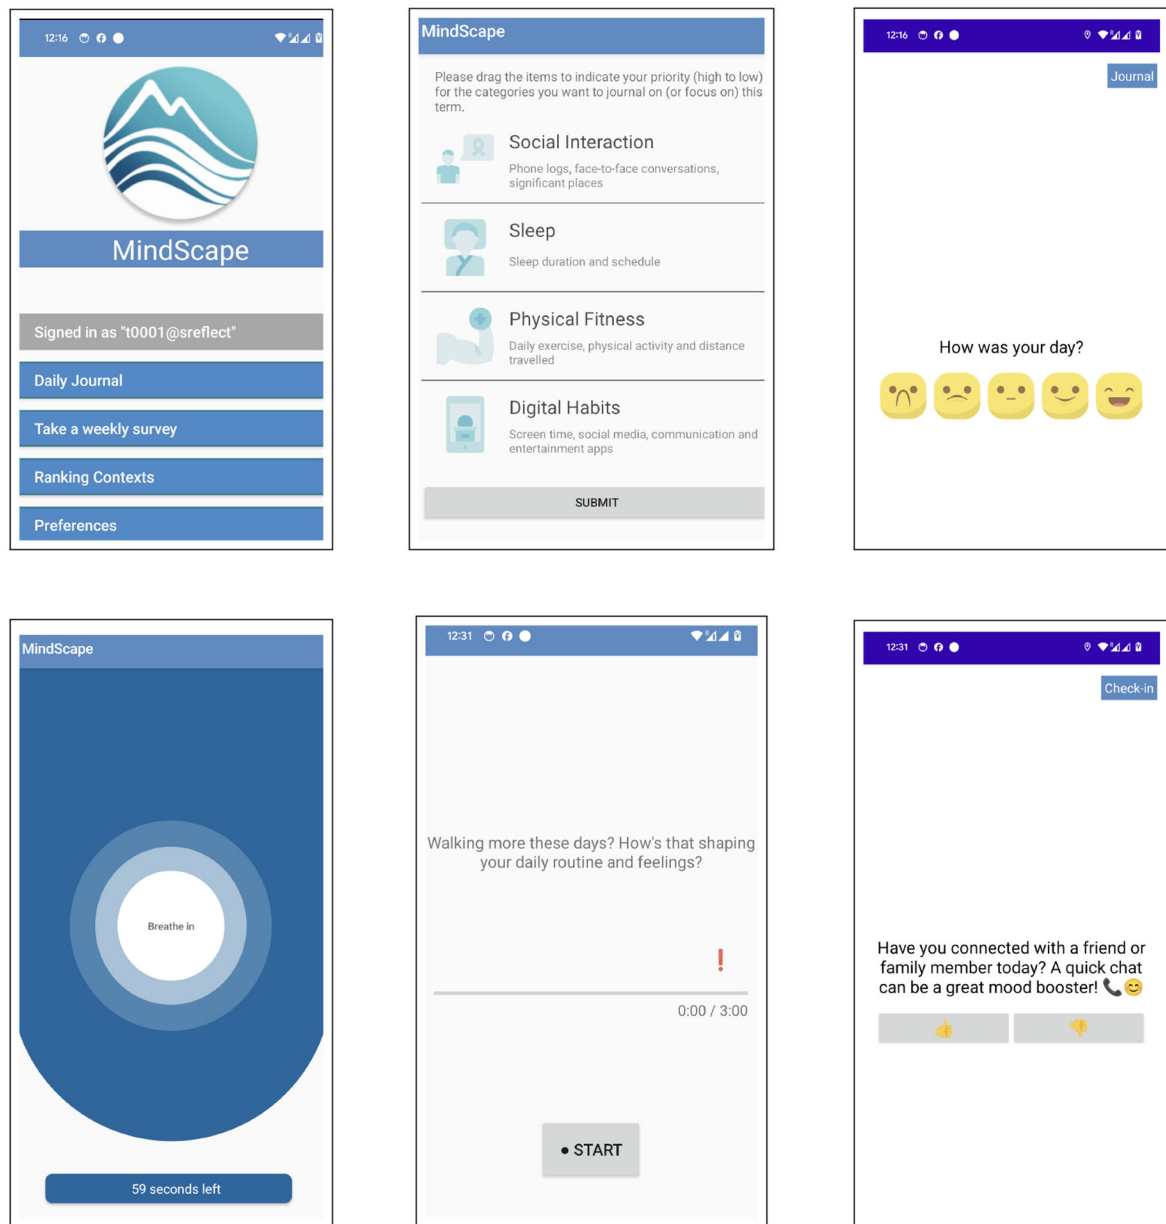 12:16
MindScape
Signed in as "t0001@sreflect"
Daily Journal
Take a weekly survey
Ranking Contexts
Preferences
MindScape
Please drag the items to indicate your priority (high to low)
for the categories you want to journal on (or focus on) this
term.
Social Interaction
Phone logs, face-to-face conversations,
significant places
Sleep
Sleep duration and schedule
Physical Fitness
Daily exercise, physical activity and distance
travelled
Digital Habits
Screen time, social media, communication and
entertainment apps
SUBMIT
12:16
Journal
How was your day?
MindScape
Breathe in
59 seconds left
12:31
Walking more these days? How's that shaping
your daily routine and feelings?
❗
0:00 / 3:00
● START
12:31
Check-in
Have you connected with a friend or
family member today? A quick chat
can be a great mood booster! 📞😊
👍 👎